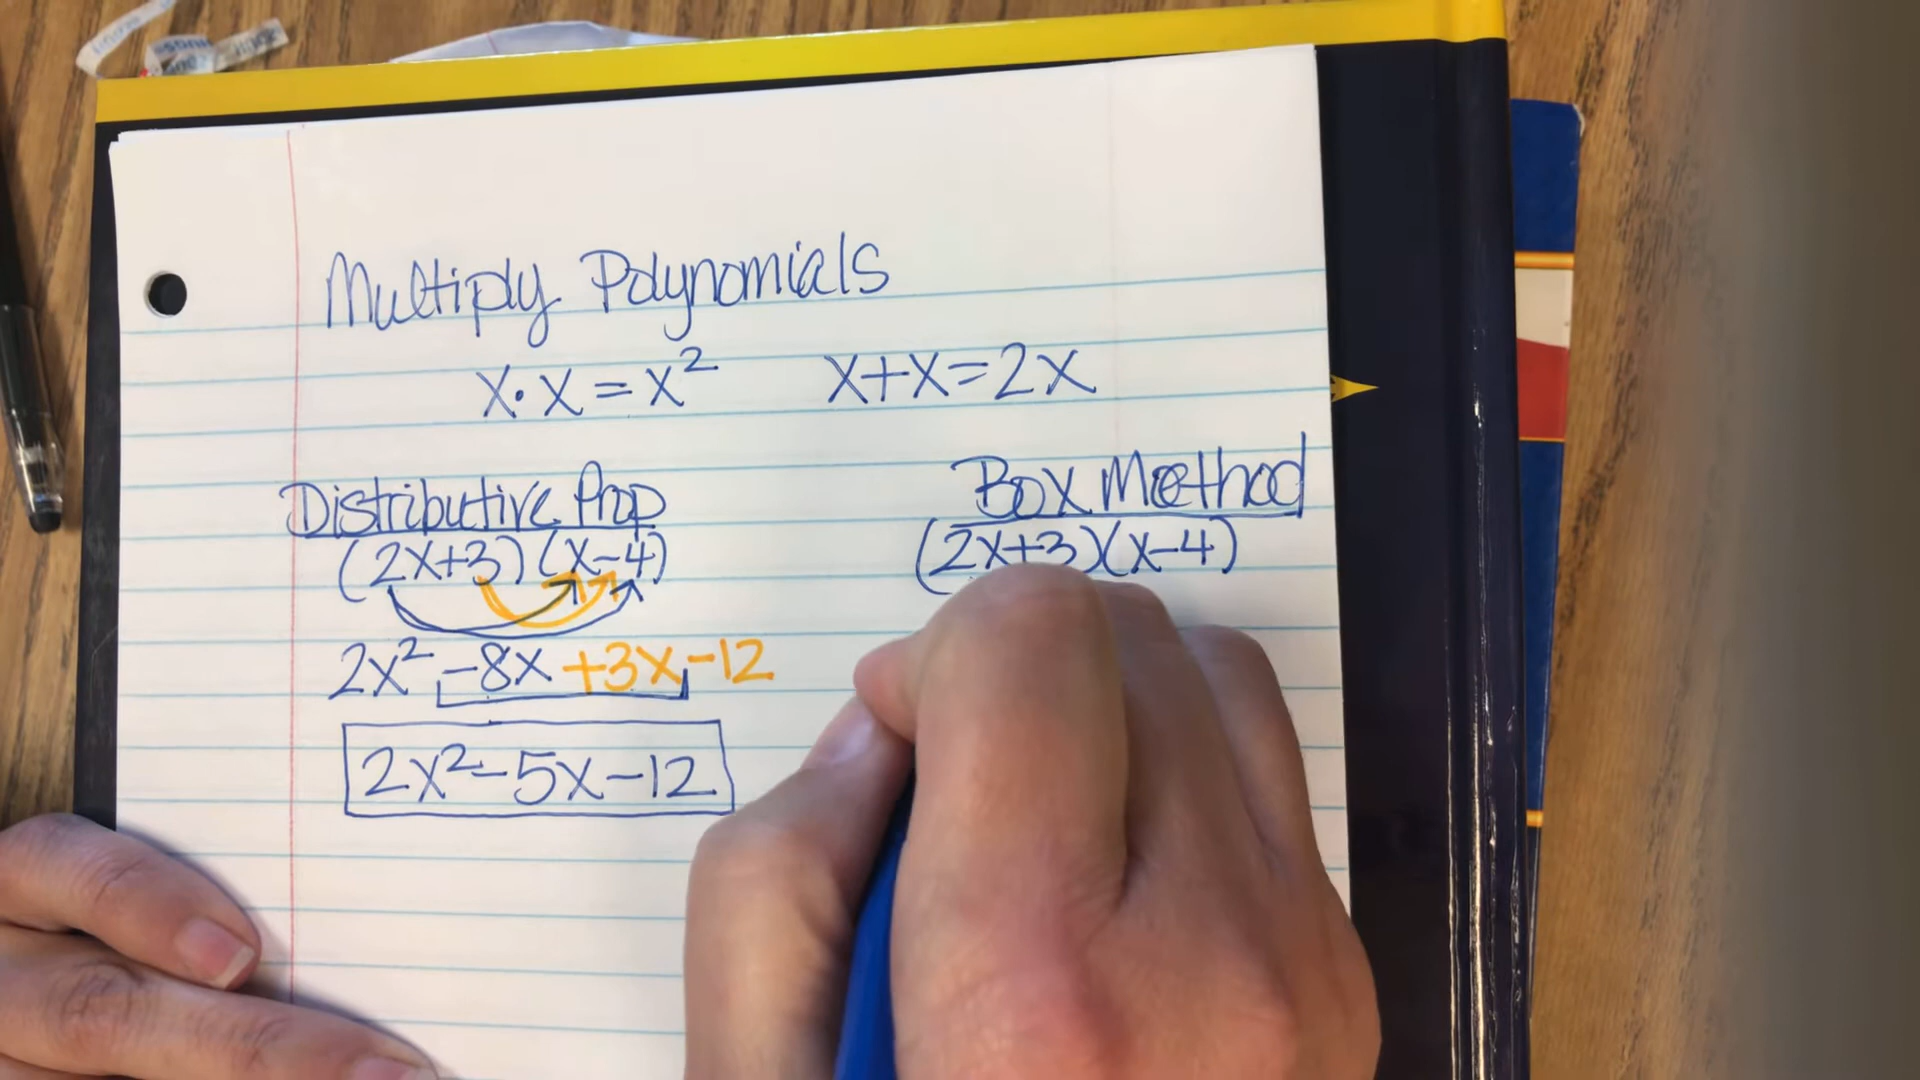 Multiply Polynomials
x·x = x² x+x=2x
Distributive Prop
(2x+3)(x-4)
2x² -8x +3x -12
2x²-5x-12
Box Method
(2x+3)(x-4)